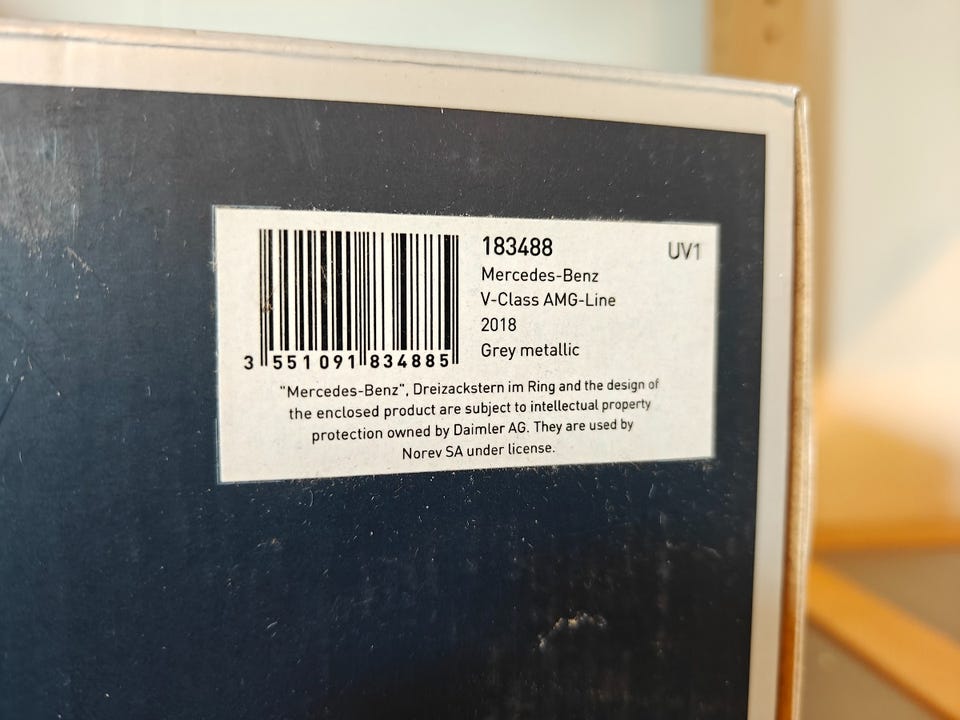 183488
UV1
Mercedes-Benz
V-Class AMG-Line
2018
Grey metallic
3 551091 834885
"Mercedes-Benz", Dreizackstern im Ring and the design of
the enclosed product are subject to intellectual property
protection owned by Daimler AG. They are used by
Norev SA under license.